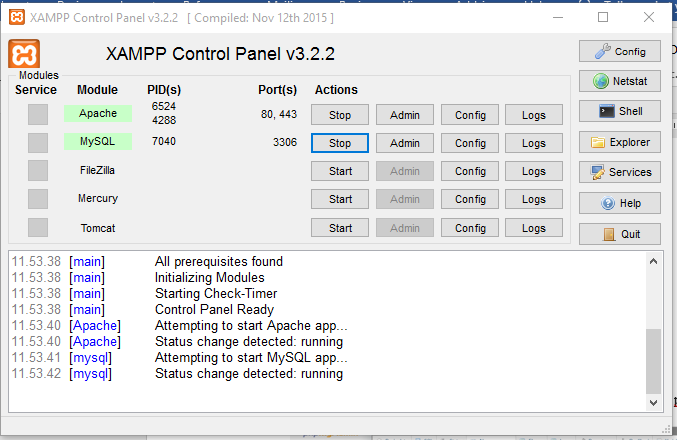 XAMPP Control Panel v3.2.2 [ Compiled: Nov 12th 2015 ]
XAMPP Control Panel v3.2.2
Config
Modules
Service Module PID(s) Port(s) Actions
Netstat
Apache 6524 4288 80, 443 Stop Admin Config Logs
Shell
MySQL 7040 3306 Stop Admin Config Logs
Explorer
FileZilla Start Admin Config Logs
Services
Mercury Start Admin Config Logs
Help
Tomcat Start Admin Config Logs
Quit
11.53.38 [main] All prerequisites found
11.53.38 [main] Initializing Modules
11.53.38 [main] Starting Check-Timer
11.53.38 [main] Control Panel Ready
11.53.40 [Apache] Attempting to start Apache app...
11.53.40 [Apache] Status change detected: running
11.53.41 [mysql] Attempting to start MySQL app...
11.53.42 [mysql] Status change detected: running